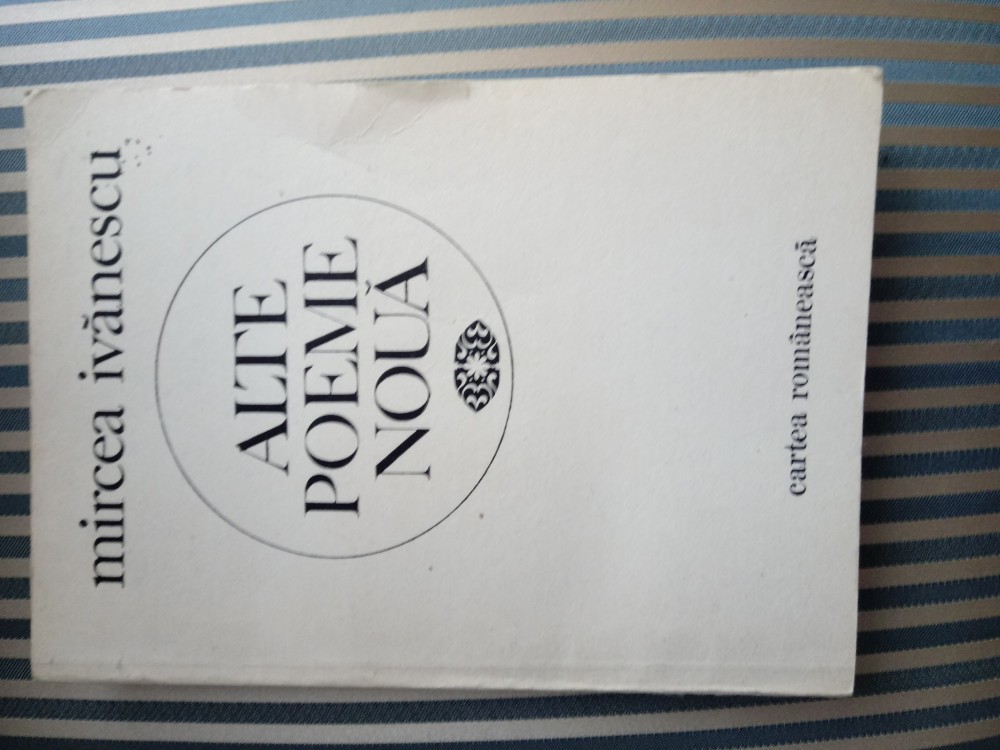 mircea ivănescu
ALTE
POEME
NOUĂ
cartea românească